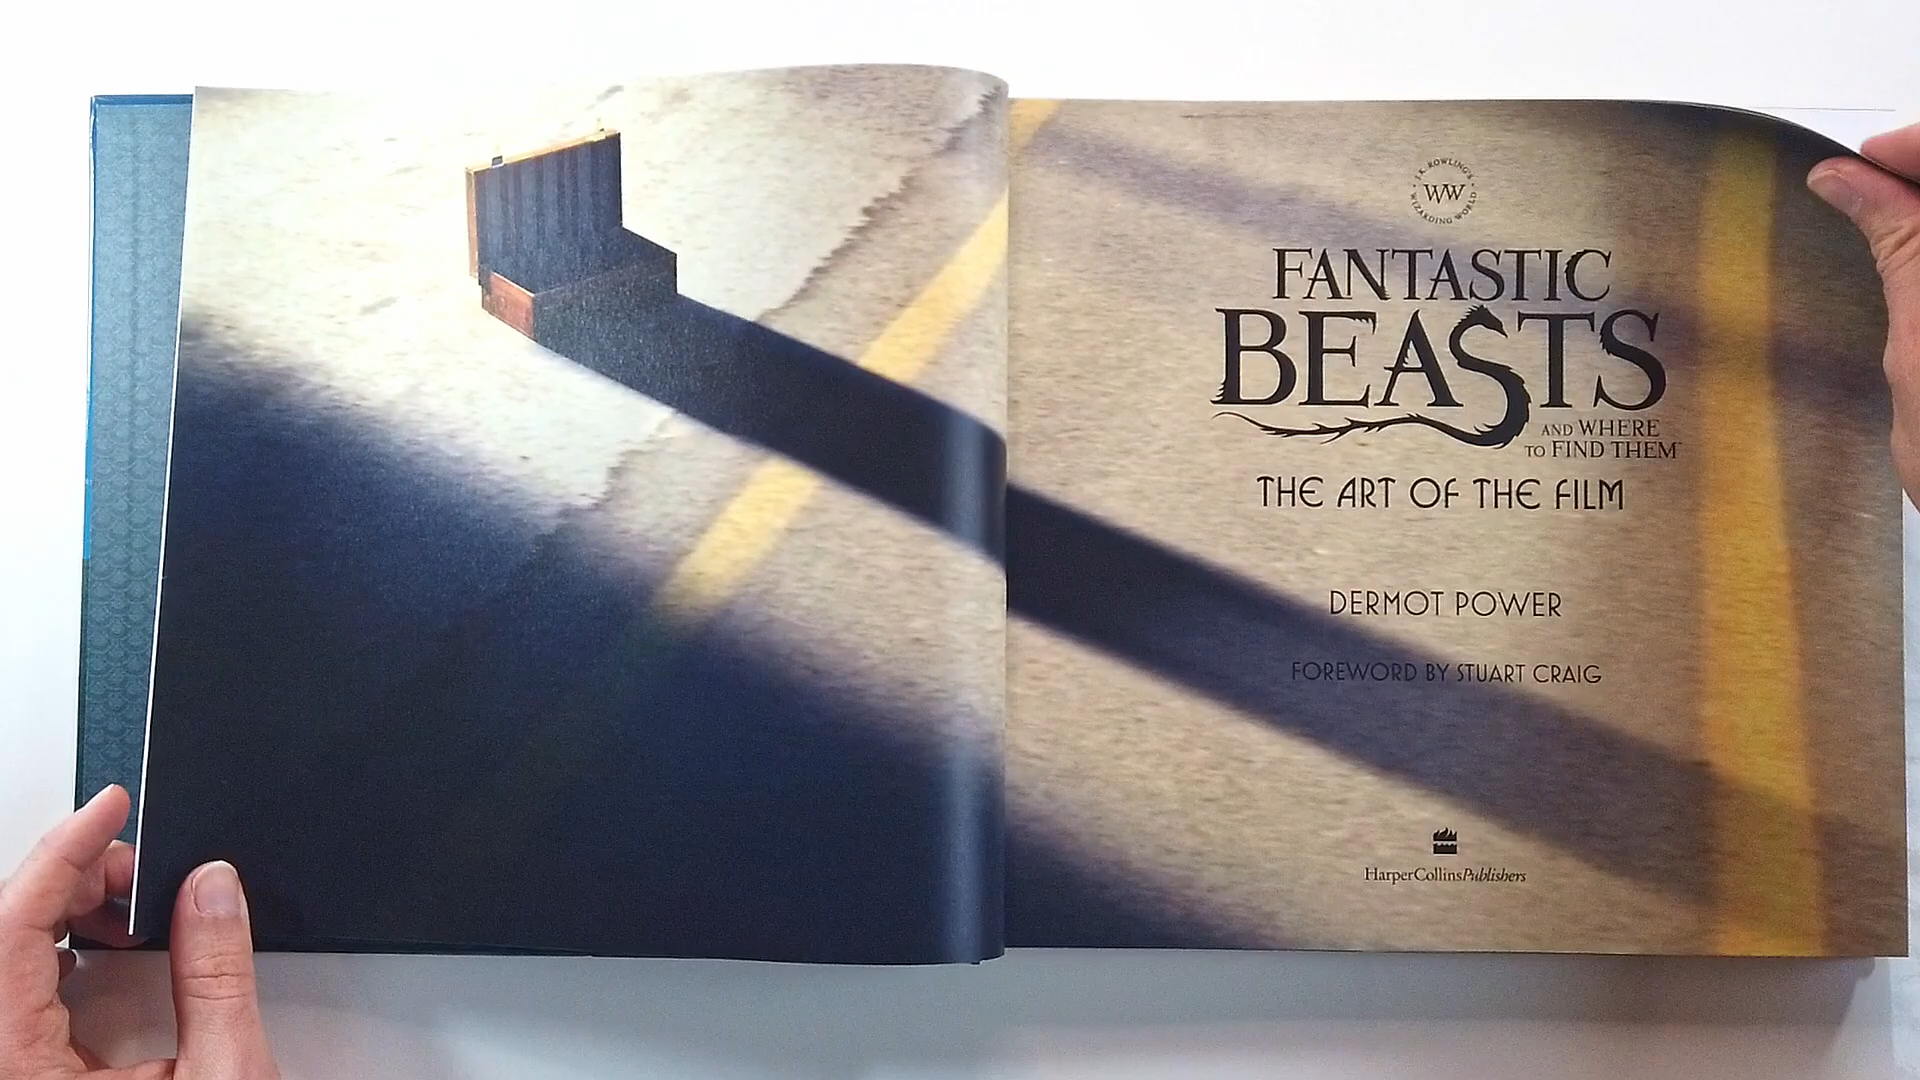 J.K. ROWLING'S
WW
WIZARDING WORLD
FANTASTIC
BEASTS
AND WHERE
TO FIND THEM™
THE ART OF THE FILM
DERMOT POWER
FOREWORD BY STUART CRAIG
HarperCollinsPublishers